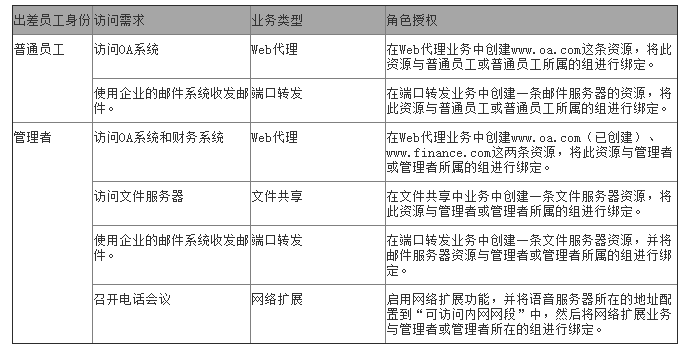 出差员工身份 访问需求 业务类型 角色授权
普通员工 访问OA系统 Web代理 在Web代理业务中创建www.oa.com这条资源，将此
资源与普通员工或普通员工所属的组进行绑定。
使用企业的邮件系统收发邮 端口转发 在端口转发业务中创建一条邮件服务器的资源，将
件。 此资源与普通员工或普通员工所属的组进行绑定。
管理者 访问OA系统和财务系统 Web代理 在Web代理业务中创建www.oa.com（已创建）、
www.finance.com这两条资源，将此资源与管理者
或管理者所属的组进行绑定。
访问文件服务器 文件共享 在文件共享中业务中创建一条文件服务器资源，将
此资源与管理者或管理者所属的组进行绑定。
使用企业的邮件系统收发邮 端口转发 在端口转发业务中创建一条文件服务器资源，并将
件。 邮件服务器资源与管理者或管理者所属的组进行绑
定。
召开电话会议 网络扩展 启用网络扩展功能，并将语音服务器所在的地址配
置到“可访问内网网段”中，然后将网络扩展业务
与管理者或管理者所在的组进行绑定。